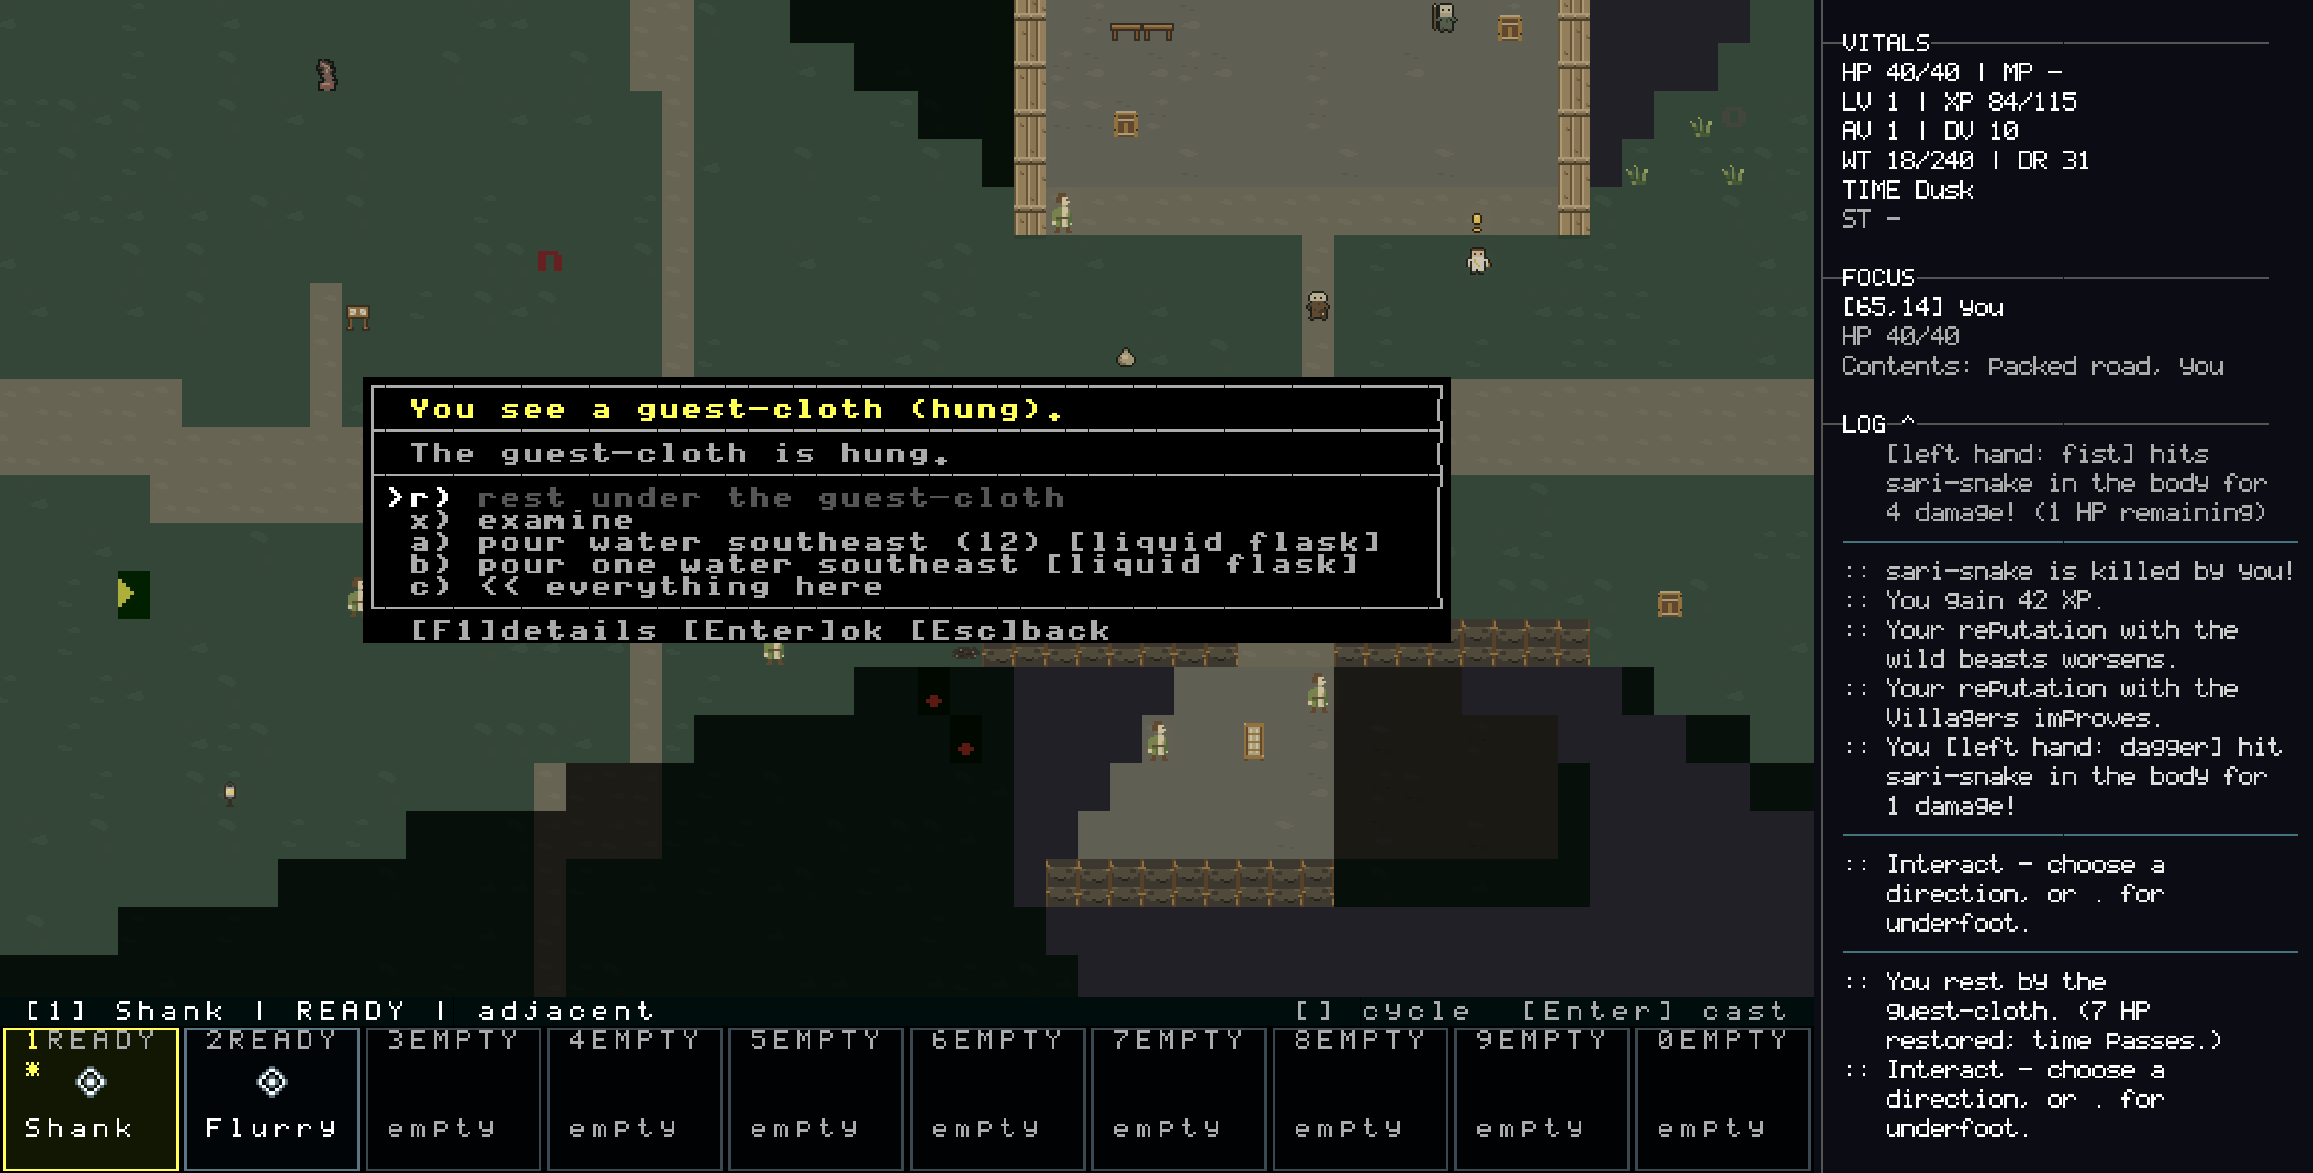 You see a guest-cloth (hung).
The guest-cloth is hung.
>r) rest under the guest-cloth
x) examine
a) pour water southeast (12) [liquid flask]
b) pour one water southeast [liquid flask]
c) << everything here
[F1]details [Enter]ok [Esc]back
n
[1] Shank | READY | adjacent
[] cycle [Enter] cast
1READY 2READY 3EMPTY 4EMPTY 5EMPTY 6EMPTY 7EMPTY 8EMPTY 9EMPTY 0EMPTY
Shank Flurry empty empty empty empty empty empty empty empty
VITALS
HP 40/40 | MP -
LV 1 | XP 84/115
AV 1 | DV 10
WT 18/240 | DR 31
TIME Dusk
ST -
FOCUS
[65,14] You
HP 40/40
Contents: Packed road, You
LOG ^
[left hand: fist] hits
sari-snake in the body for
4 damage! (1 HP remaining)
:: sari-snake is killed by you!
:: You gain 42 XP.
:: Your reputation with the
wild beasts worsens.
:: Your reputation with the
Villagers improves.
:: You [left hand: dagger] hit
sari-snake in the body for
1 damage!
:: Interact - choose a
direction, or . for
underfoot.
:: You rest by the
guest-cloth. (7 HP
restored; time passes.)
:: Interact - choose a
direction, or . for
underfoot.